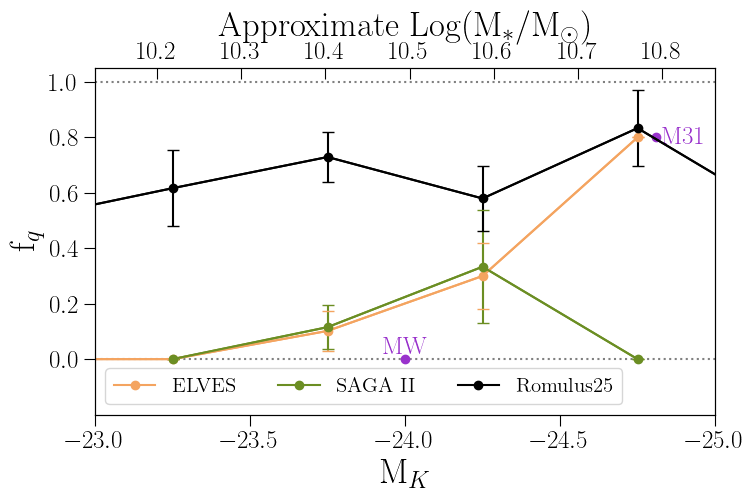 Approximate Log(M*/M☉)
10.2 10.3 10.4 10.5 10.6 10.7 10.8
1.0
0.8
0.6
0.4
0.2
0.0
f_q
M31
MW
ELVES SAGA II Romulus25
−23.0 −23.5 −24.0 −24.5 −25.0
M_K